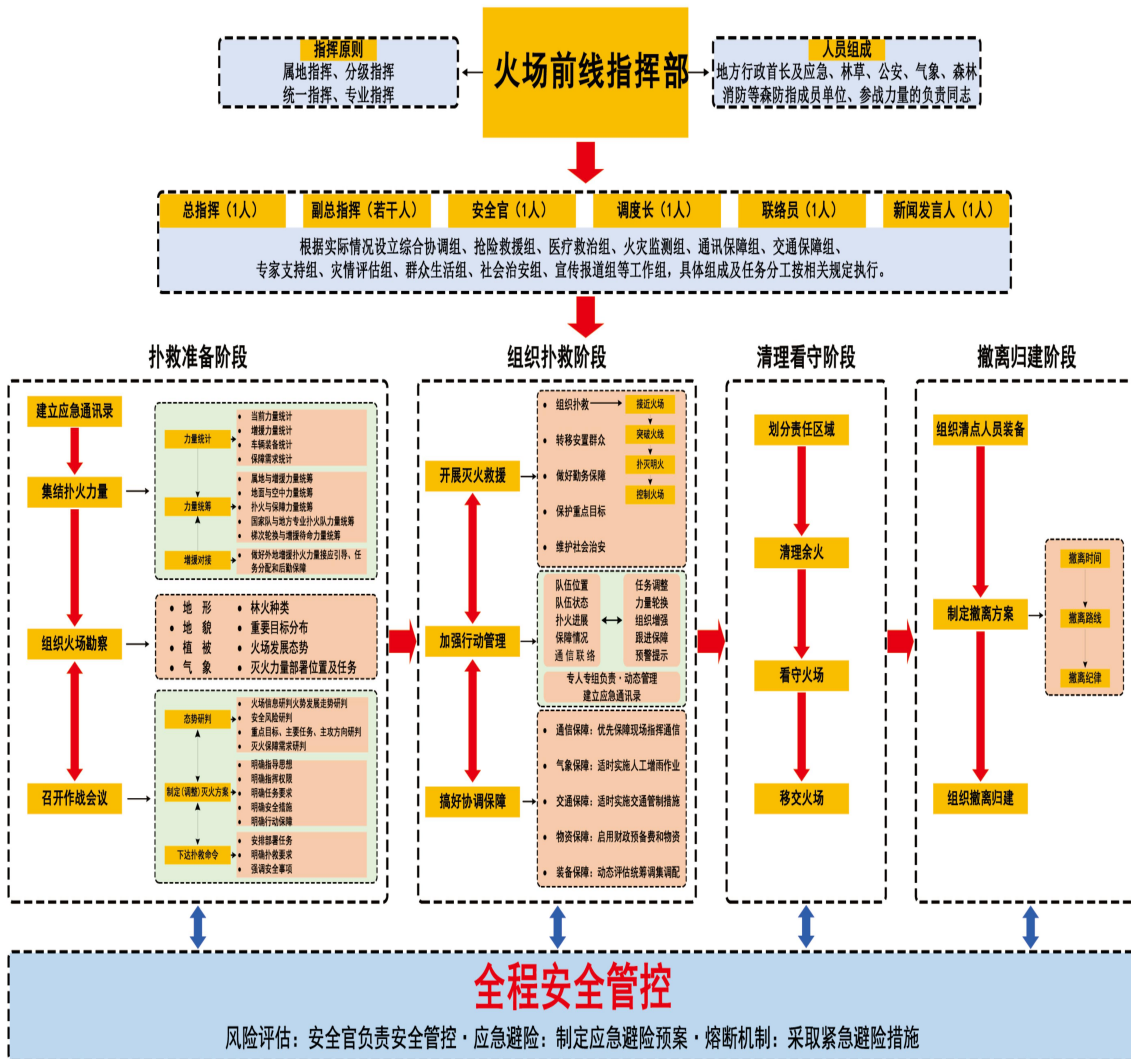 指挥原则
属地指挥、分级指挥
统一指挥、专业指挥
火场前线指挥部
人员组成
地方行政首长及应急、林草、公安、气象、森林
消防等森防指成员单位、参战力量的负责同志
总指挥（1人）
副总指挥（若干人）
安全官（1人）
调度长（1人）
联络员（1人）
新闻发言人（1人）
根据实际情况设立综合协调组、抢险救援组、医疗救治组、火灾监测组、通讯保障组、交通保障组、
专家支持组、灾情评估组、群众生活组、社会治安组、宣传报道组等工作组，具体组成及任务分工按相关规定执行。
扑救准备阶段
建立应急通讯录
集结扑火力量
力量统计
• 当前力量统计
• 增援力量统计
• 车辆装备统计
• 保障需求统计
力量统筹
• 属地与增援力量统筹
• 地面与空中力量统筹
• 扑火与保障力量统筹
• 国家队与地方专业扑火队力量统筹
• 梯次轮换与增援待命力量统筹
增援对接
• 做好外地增援扑火力量接应引导、任
务分配和后勤保障
组织火场勘察
• 地 形
• 地 貌
• 植 被
• 气 象
• 林火种类
• 重要目标分布
• 火场发展态势
• 灭火力量部署位置及任务
召开作战会议
态势研判
• 火场信息研判火势发展走势研判
• 安全风险研判
• 重点目标、主要任务、主攻方向研判
• 灭火保障需求研判
制定(调整)灭火方案
• 明确指导思想
• 明确指挥权限
• 明确任务要求
• 明确安全措施
• 明确行动保障
下达扑救命令
• 安排部署任务
• 明确扑救要求
• 强调安全事项
组织扑救阶段
开展灭火救援
• 组织扑救
• 转移安置群众
• 做好勤务保障
• 保护重点目标
• 维护社会治安
接近火场
突破火线
扑灭明火
控制火场
加强行动管理
队伍位置
队伍状态
扑火进展
保障情况
通信联络
任务调整
力量轮换
组织增强
跟进保障
预警提示
专人专组负责·动态管理
建立应急通讯录
搞好协调保障
• 通信保障：优先保障现场指挥通信
• 气象保障：适时实施人工增雨作业
• 交通保障：适时实施交通管制措施
• 物资保障：启用财政预备费和物资
• 装备保障：动态评估统筹调集调配
清理看守阶段
划分责任区域
清理余火
看守火场
移交火场
撤离归建阶段
组织清点人员装备
制定撤离方案
撤离时间
撤离路线
撤离纪律
组织撤离归建
全程安全管控
风险评估：安全官负责安全管控·应急避险：制定应急避险预案·熔断机制：采取紧急避险措施